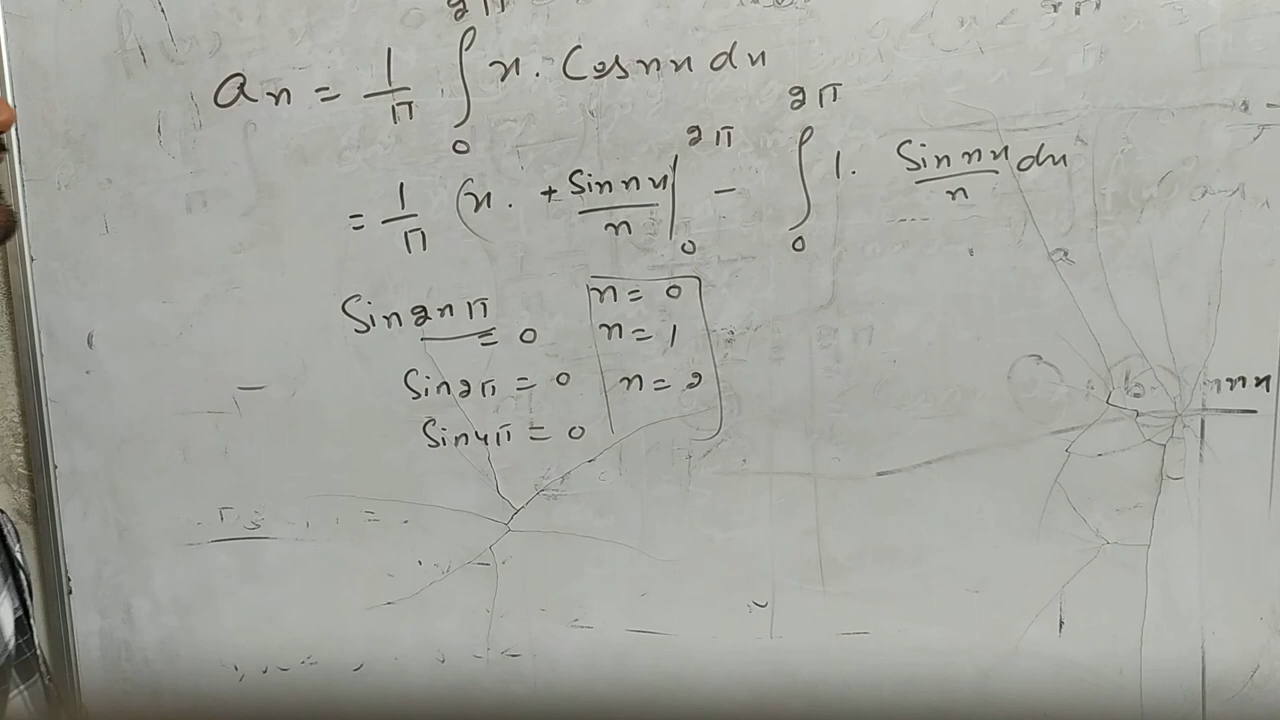 2π
aₙ = 1/π ∫₀ x. Cosnx dx
= 1/π (x. + Sinnx/n |₀^2π - ∫₀^2π 1. Sinnx/n dx
Sin2nπ = 0 n = 0
n = 1
Sin2π = 0 n = 2
Sin4π = 0